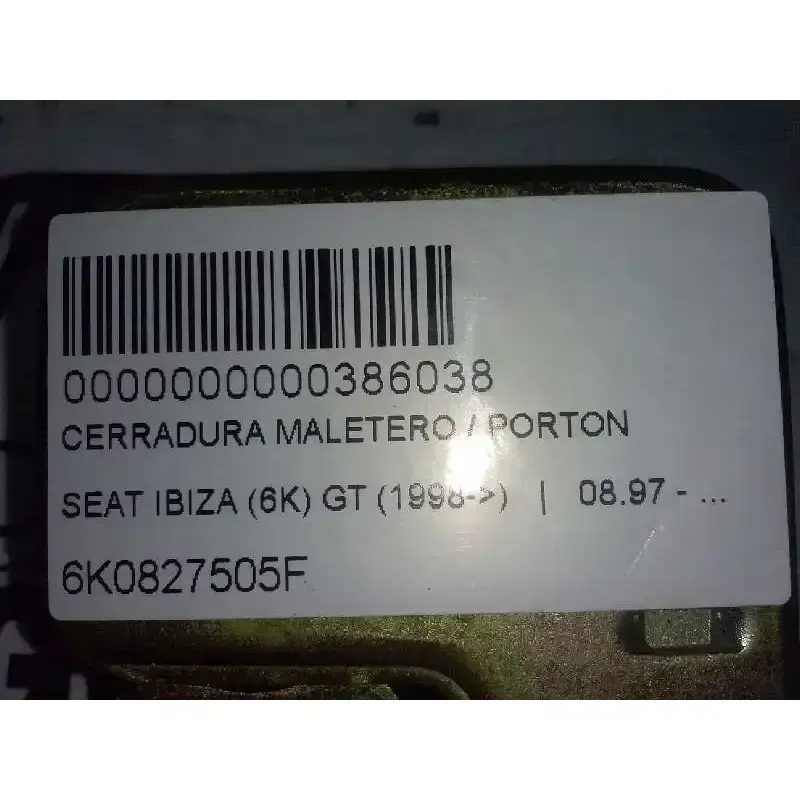 0000000000386038
CERRADURA MALETERO / PORTON
SEAT IBIZA (6K) GT (1998->) | 08.97 - ...
6K0827505F